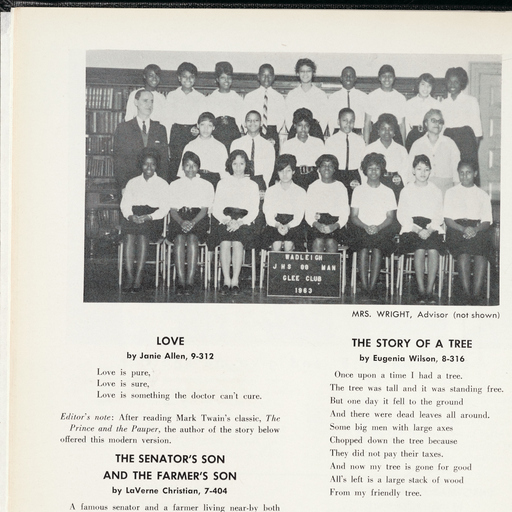 WADLEIGH
J H S 88 MAN
GLEE CLUB
1963
MRS. WRIGHT, Advisor (not shown)
LOVE
by Janie Allen, 9-312
Love is pure,
Love is sure,
Love is something the doctor can't cure.
Editor's note: After reading Mark Twain's classic, The
Prince and the Pauper, the author of the story below
offered this modern version.
THE SENATOR'S SON
AND THE FARMER'S SON
by LaVerne Christian, 7-404
A famous senator and a farmer living near-by both
THE STORY OF A TREE
by Eugenia Wilson, 8-316
Once upon a time I had a tree.
The tree was tall and it was standing free.
But one day it fell to the ground
And there were dead leaves all around.
Some big men with large axes
Chopped down the tree because
They did not pay their taxes.
And now my tree is gone for good
All's left is a large stack of wood
From my friendly tree.